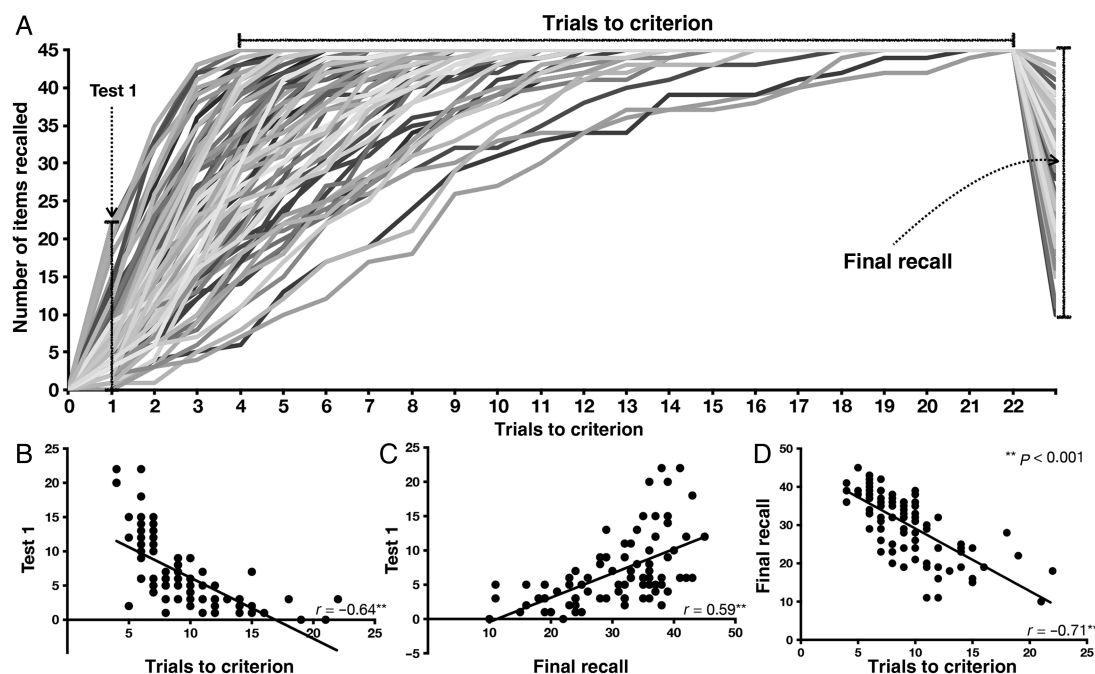 A
Trials to criterion
Number of items recalled
45
40
35
30
25
20
15
10
5
0
Test 1
Final recall
0 1 2 3 4 5 6 7 8 9 10 11 12 13 14 15 16 17 18 19 20 21 22
Trials to criterion
B
Test 1
25
20
15
10
5
0
5 10 15 20 25
r = −0.64**
Trials to criterion
C
Test 1
25
20
15
10
5
0
−5
10 20 30 40 50
r = 0.59**
Final recall
D
Final recall
50
40
30
20
10
0
** P < 0.001
r = −0.71**
0 5 10 15 20 25
Trials to criterion